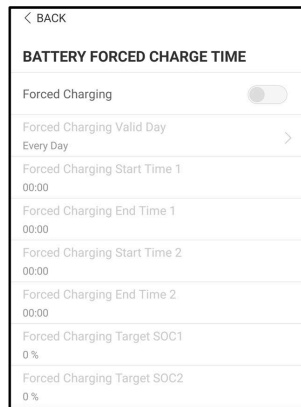 < BACK
BATTERY FORCED CHARGE TIME
Forced Charging
Forced Charging Valid Day
Every Day
Forced Charging Start Time 1
00:00
Forced Charging End Time 1
00:00
Forced Charging Start Time 2
00:00
Forced Charging End Time 2
00:00
Forced Charging Target SOC1
0 %
Forced Charging Target SOC2
0 %